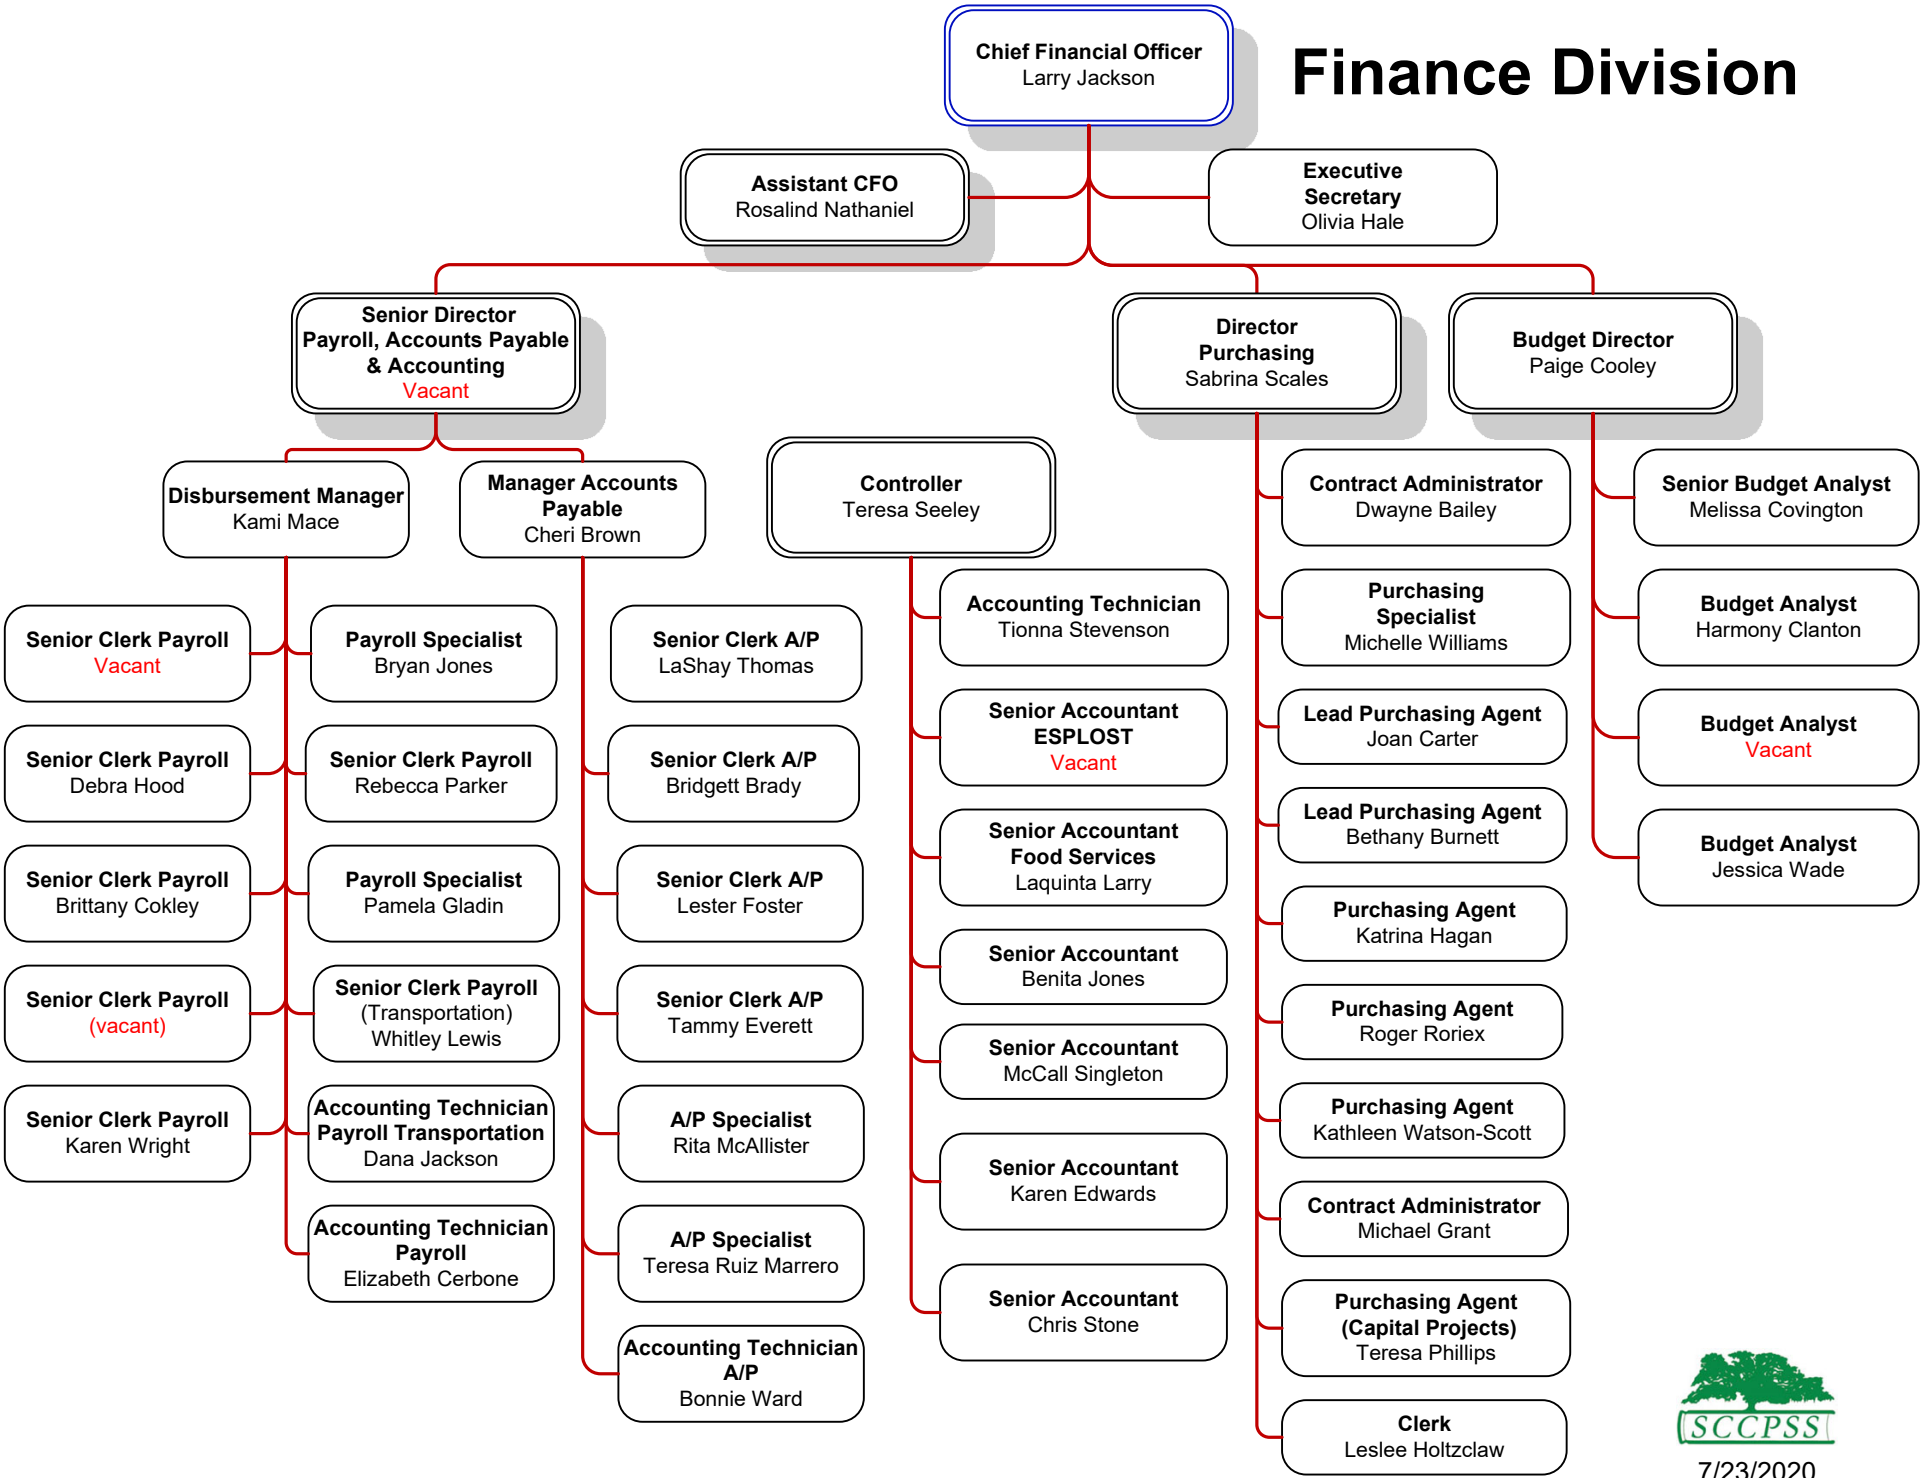 Chief Financial Officer
Larry Jackson
Finance Division
Assistant CFO
Rosalind Nathaniel
Executive
Secretary
Olivia Hale
Senior Director
Payroll, Accounts Payable
& Accounting
Vacant
Director
Purchasing
Sabrina Scales
Budget Director
Paige Cooley
Disbursement Manager
Kami Mace
Manager Accounts
Payable
Cheri Brown
Controller
Teresa Seeley
Senior Clerk Payroll
Vacant
Senior Clerk Payroll
Debra Hood
Senior Clerk Payroll
Brittany Cokley
Senior Clerk Payroll
(vacant)
Senior Clerk Payroll
Karen Wright
Payroll Specialist
Bryan Jones
Senior Clerk Payroll
Rebecca Parker
Payroll Specialist
Pamela Gladin
Senior Clerk Payroll
(Transportation)
Whitley Lewis
Accounting Technician
Payroll Transportation
Dana Jackson
Accounting Technician
Payroll
Elizabeth Cerbone
Senior Clerk A/P
LaShay Thomas
Senior Clerk A/P
Bridgett Brady
Senior Clerk A/P
Lester Foster
Senior Clerk A/P
Tammy Everett
A/P Specialist
Rita McAllister
A/P Specialist
Teresa Ruiz Marrero
Accounting Technician
A/P
Bonnie Ward
Accounting Technician
Tionna Stevenson
Senior Accountant
ESPLOST
Vacant
Senior Accountant
Food Services
Laquinta Larry
Senior Accountant
Benita Jones
Senior Accountant
McCall Singleton
Senior Accountant
Karen Edwards
Senior Accountant
Chris Stone
Contract Administrator
Dwayne Bailey
Purchasing
Specialist
Michelle Williams
Lead Purchasing Agent
Joan Carter
Lead Purchasing Agent
Bethany Burnett
Purchasing Agent
Katrina Hagan
Purchasing Agent
Roger Roriex
Purchasing Agent
Kathleen Watson-Scott
Contract Administrator
Michael Grant
Purchasing Agent
(Capital Projects)
Teresa Phillips
Clerk
Leslee Holtzclaw
Senior Budget Analyst
Melissa Covington
Budget Analyst
Harmony Clanton
Budget Analyst
Vacant
Budget Analyst
Jessica Wade
SCCPSS
7/23/2020